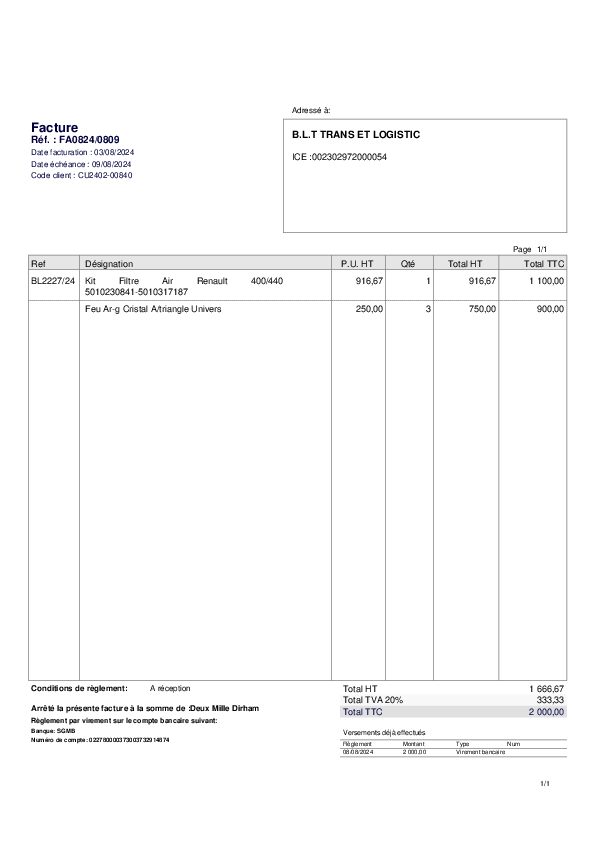 Adressé à:
Facture
Réf. : FA0824/0809
Date facturation : 03/08/2024
Date échéance : 09/08/2024
Code client : CU2402-00840
B.L.T TRANS ET LOGISTIC
ICE :002302972000054
Page 1/1
Ref Désignation P.U. HT Qté Total HT Total TTC
BL2227/24 Kit Filtre Air Renault 400/440 916,67 1 916,67 1 100,00
5010230841-5010317187
Feu Ar-g Cristal A/triangle Univers 250,00 3 750,00 900,00
Conditions de règlement: A réception
Total HT 1 666,67
Total TVA 20% 333,33
Total TTC 2 000,00
Arrêté la présente facture à la somme de :Deux Mille Dirham
Règlement par virement sur le compte bancaire suivant:
Banque: SGMB
Numéro de compte:
Versements déjà effectués
Règlement Montant Type Num
08/08/2024 2 000,00 Virement bancaire
1/1